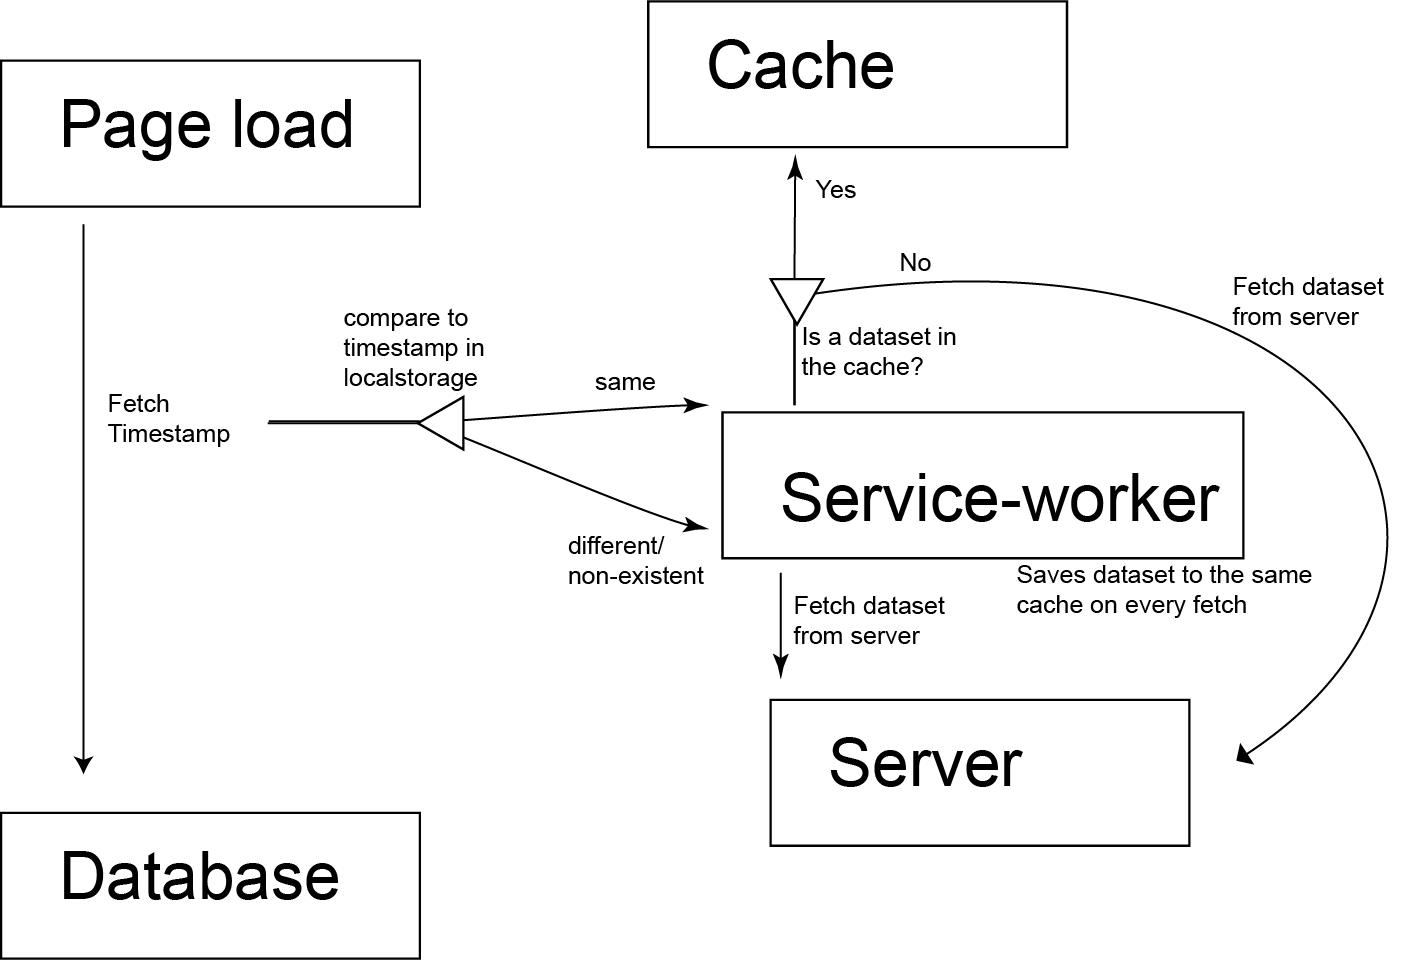 Cache
Page load
Yes
No
Fetch dataset
from server
compare to
timestamp in
localstorage
Is a dataset in
the cache?
same
Fetch
Timestamp
Service-worker
different/
non-existent
Saves dataset to the same
cache on every fetch
Fetch dataset
from server
Server
Database